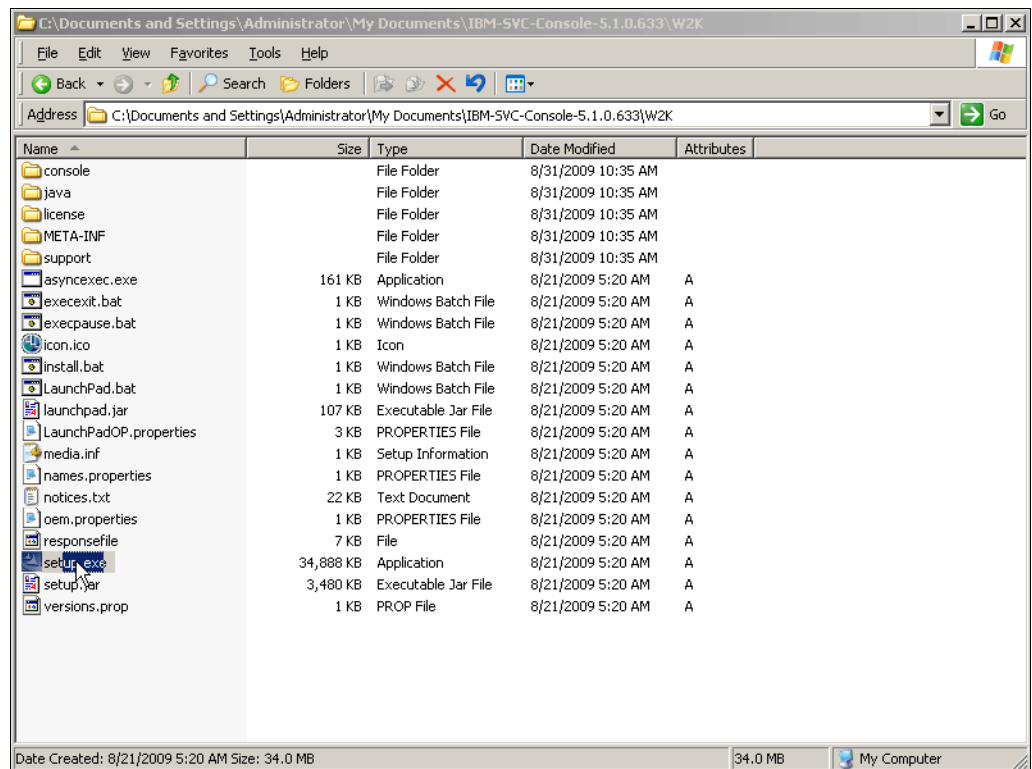 C:\Documents and Settings\Administrator\My Documents\IBM-SVC-Console-5.1.0.633\W2K
File Edit View Favorites Tools Help
Back Search Folders
Address C:\Documents and Settings\Administrator\My Documents\IBM-SVC-Console-5.1.0.633\W2K Go
Name Size Type Date Modified Attributes
console File Folder 8/31/2009 10:35 AM
java File Folder 8/31/2009 10:35 AM
license File Folder 8/31/2009 10:35 AM
META-INF File Folder 8/31/2009 10:35 AM
support File Folder 8/31/2009 10:35 AM
asyncexec.exe 161 KB Application 8/21/2009 5:20 AM A
execexit.bat 1 KB Windows Batch File 8/21/2009 5:20 AM A
execpause.bat 1 KB Windows Batch File 8/21/2009 5:20 AM A
icon.ico 1 KB Icon 8/21/2009 5:20 AM A
install.bat 1 KB Windows Batch File 8/21/2009 5:20 AM A
LaunchPad.bat 1 KB Windows Batch File 8/21/2009 5:20 AM A
launchpad.jar 107 KB Executable Jar File 8/21/2009 5:20 AM A
LaunchPadOP.properties 3 KB PROPERTIES File 8/21/2009 5:20 AM A
media.inf 1 KB Setup Information 8/21/2009 5:20 AM A
names.properties 1 KB PROPERTIES File 8/21/2009 5:20 AM A
notices.txt 22 KB Text Document 8/21/2009 5:20 AM A
oem.properties 1 KB PROPERTIES File 8/21/2009 5:20 AM A
responsefile 7 KB File 8/21/2009 5:20 AM A
setup.exe 34,888 KB Application 8/21/2009 5:20 AM A
setup.jar 3,480 KB Executable Jar File 8/21/2009 5:20 AM A
versions.prop 1 KB PROP File 8/21/2009 5:20 AM A
Date Created: 8/21/2009 5:20 AM Size: 34.0 MB 34.0 MB My Computer